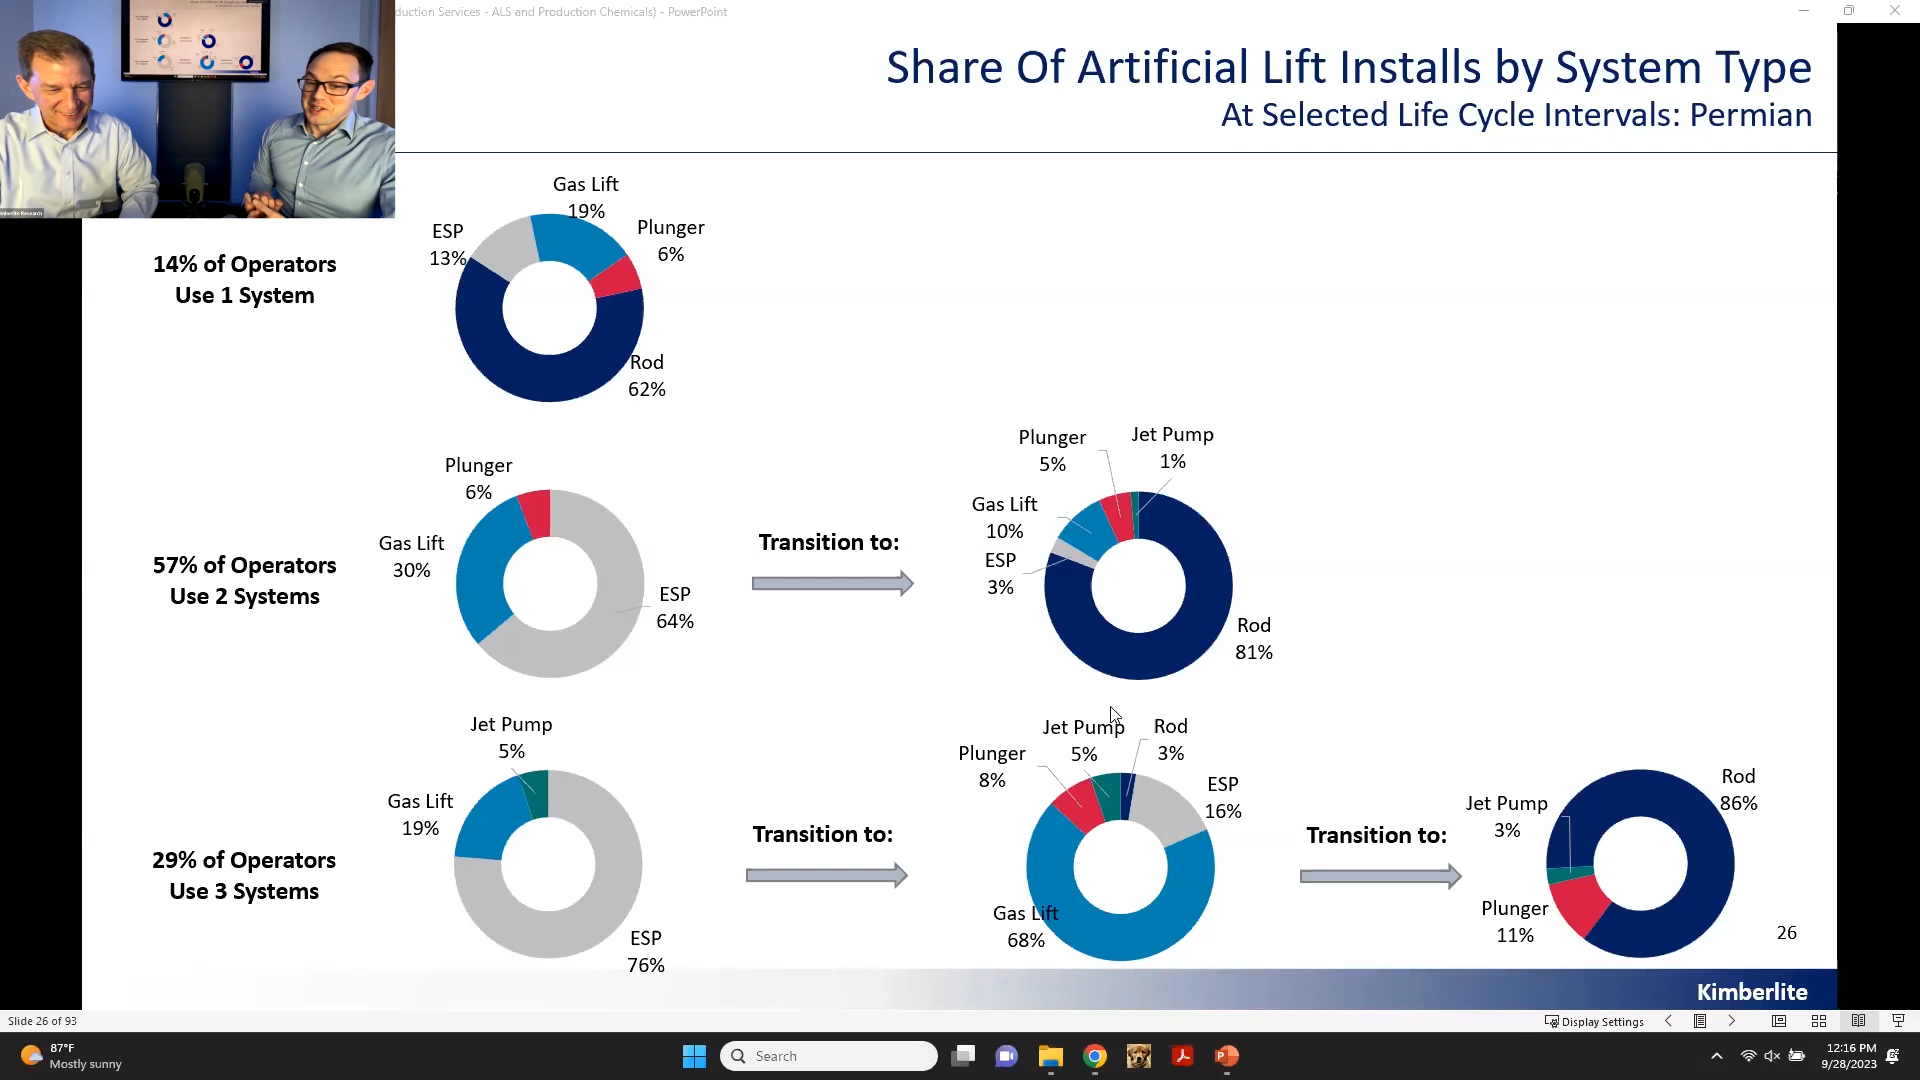 duction Services - ALS and Production Chemicals) - PowerPoint
Share Of Artificial Lift Installs by System Type
At Selected Life Cycle Intervals: Permian
14% of Operators
Use 1 System
ESP
13%
Gas Lift
19%
Plunger
6%
Rod
62%
57% of Operators
Use 2 Systems
Plunger
6%
Gas Lift
30%
ESP
64%
Transition to:
Plunger
5%
Jet Pump
1%
Gas Lift
10%
ESP
3%
Rod
81%
29% of Operators
Use 3 Systems
Jet Pump
5%
Gas Lift
19%
ESP
76%
Transition to:
Plunger
8%
Jet Pump
5%
Rod
3%
ESP
16%
Gas Lift
68%
Transition to:
Rod
86%
Jet Pump
3%
Plunger
11%
26
Kimberlite
Slide 26 of 93
Display Settings
87°F
Mostly sunny
Search
12:16 PM
9/28/2023